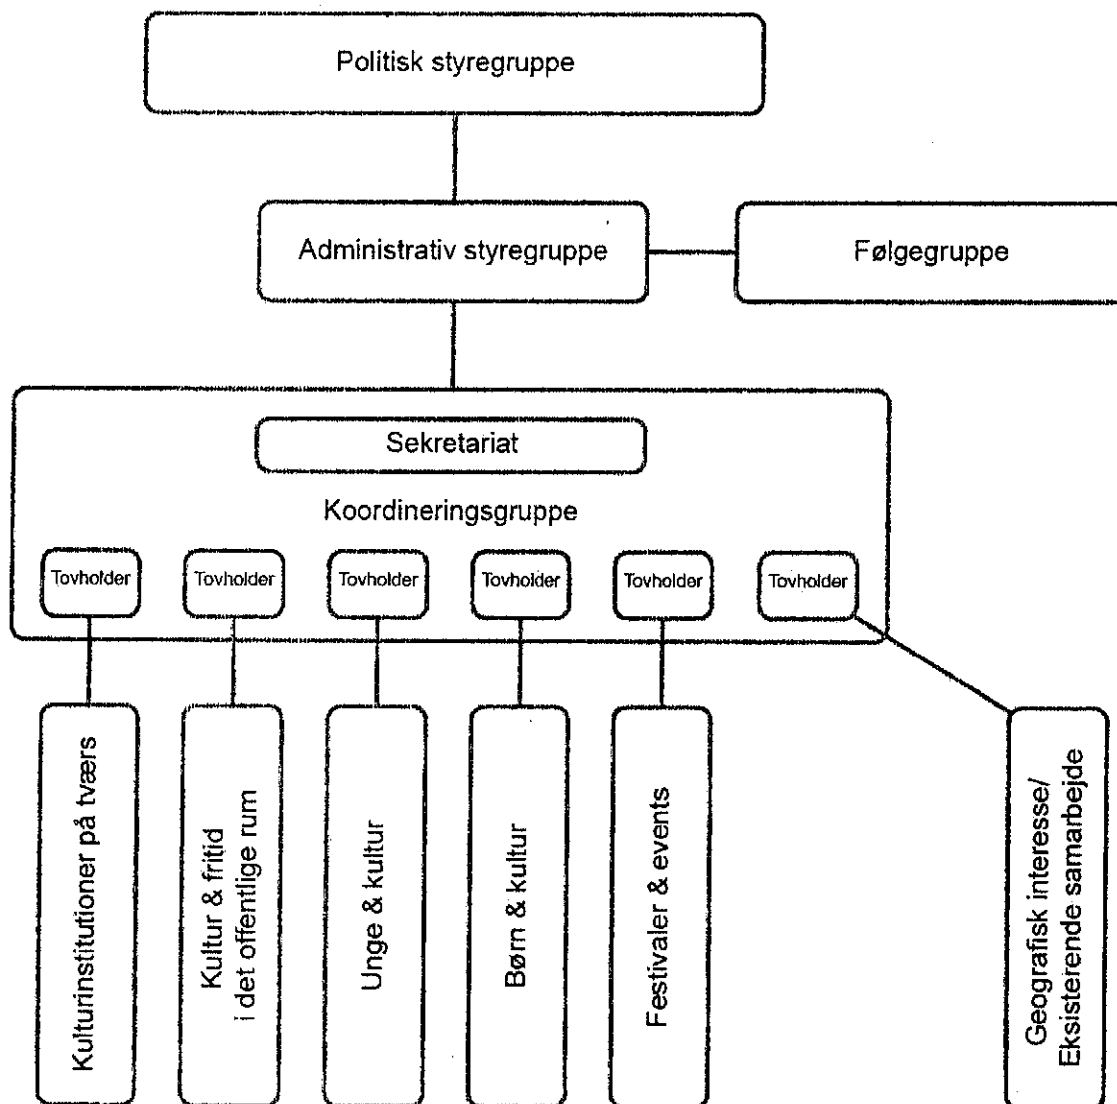 Politisk styregruppe
Administrativ styregruppe
Følgegruppe
Sekretariat
Koordineringsgruppe
Tovholder
Tovholder
Tovholder
Tovholder
Tovholder
Tovholder
Kulturinstitutioner på tværs
Kultur & fritid
i det offentlige rum
Unge & kultur
Børn & kultur
Festivaler & events
Geografisk interesse/
Eksisterende samarbejde